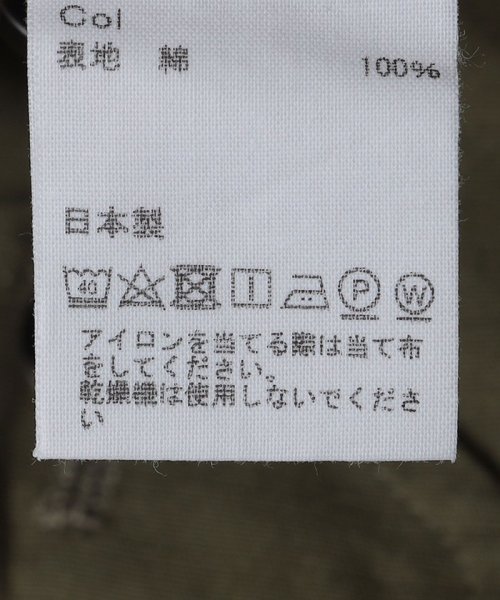 Col
表地 綿 100%
日本製
40 P W
アイロンを当てる際は当て布
をしてください。
乾燥機は使用しないでくださ
い